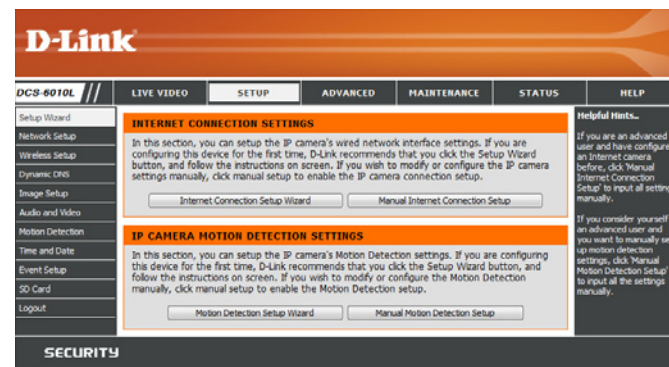 D-Link
DCS-6010L
LIVE VIDEO
SETUP
ADVANCED
MAINTENANCE
STATUS
HELP
Setup Wizard
Network Setup
Wireless Setup
Dynamic DNS
Image Setup
Audio and Video
Motion Detection
Time and Date
Event Setup
SD Card
Logout
INTERNET CONNECTION SETTINGS
In this section, you can setup the IP camera's wired network interface settings. If you are
configuring this device for the first time, D-Link recommends that you click the Setup Wizard
button, and follow the instructions on screen. If you wish to modify or configure the IP camera
settings manually, click manual setup to enable the IP camera connection setup.
Internet Connection Setup Wizard
Manual Internet Connection Setup
IP CAMERA MOTION DETECTION SETTINGS
In this section, you can setup the IP camera's Motion Detection settings. If you are configuring
this device for the first time, D-Link recommends that you click the Setup Wizard button, and
follow the instructions on screen. If you wish to modify or configure the Motion Detection
manually, click manual setup to enable the Motion Detection setup.
Motion Detection Setup Wizard
Manual Motion Detection Setup
Helpful Hints..
If you are an advanced
user and have configure
an Internet camera
before, click 'Manual
Internet Connection
Setup' to input all setting
manually.
If you consider yourself
an advanced user and
you want to manually se
up motion detection
settings, click 'Manual
Motion Detection Setup'
to input all the settings
manually.
SECURITY